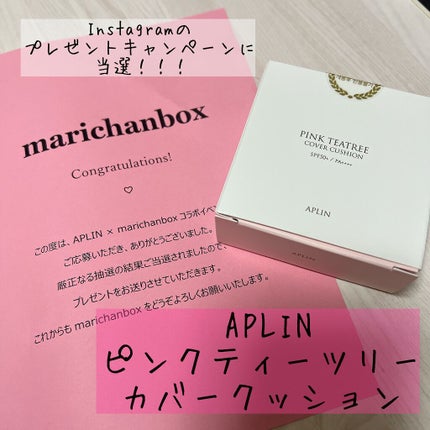 Instagramの
プレゼントキャンペーンに
当選！！！
marichanbox
Congratulations!
♡
この度は、APLIN × marichanbox コラボイベ
ご応募いただき、ありがとうございました。
厳正なる抽選の結果ご当選されましたので、
プレゼントをお送りさせていただきます。
これからも marichanbox をどうぞよろしくお願いいたします。
PINK TEATREE
COVER CUSHION
SPF50+ / PA++++
APLIN
APLIN
APLIN
ピンクティーツリー
カバークッション